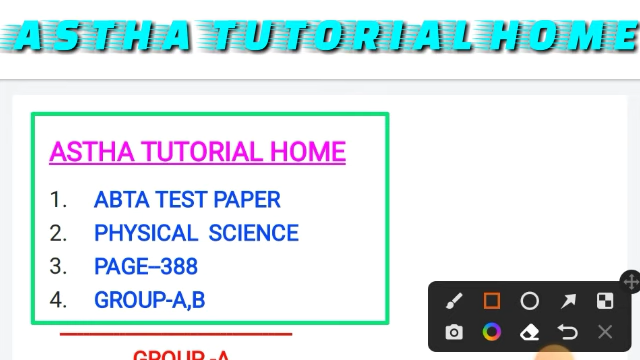 ASTHA TUTORIAL HOME
ASTHA TUTORIAL HOME
1. ABTA TEST PAPER
2. PHYSICAL SCIENCE
3. PAGE–388
4. GROUP-A,B
GROUP -A